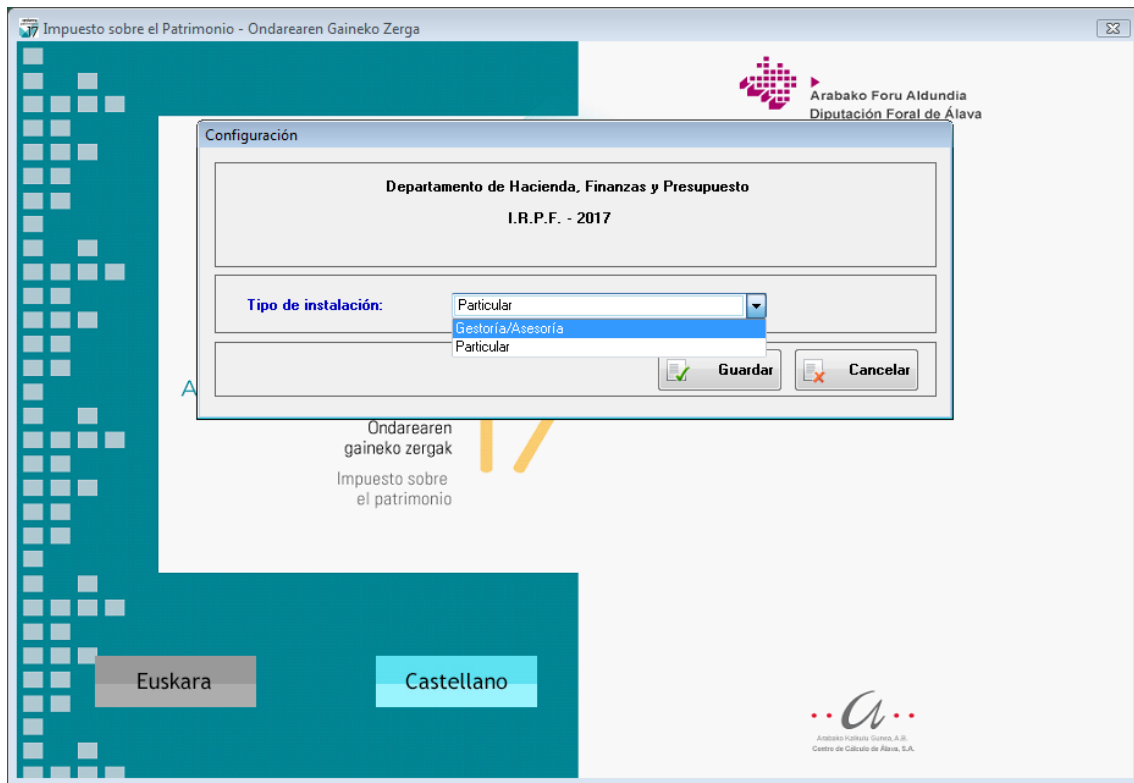 Impuesto sobre el Patrimonio - Ondarearen Gaineko Zerga
Arabako Foru Aldundia
Diputación Foral de Álava
Configuración
Departamento de Hacienda, Finanzas y Presupuesto
I.R.P.F. - 2017
Tipo de instalación:
Particular
Gestoría/Asesoría
Particular
Guardar
Cancelar
A
Ondarearen
gaineko zergak
17
Impuesto sobre
el patrimonio
Euskara
Castellano
Arabako Kalkulu Gunea, A.B.
Centro de Cálculo de Álava, S.A.